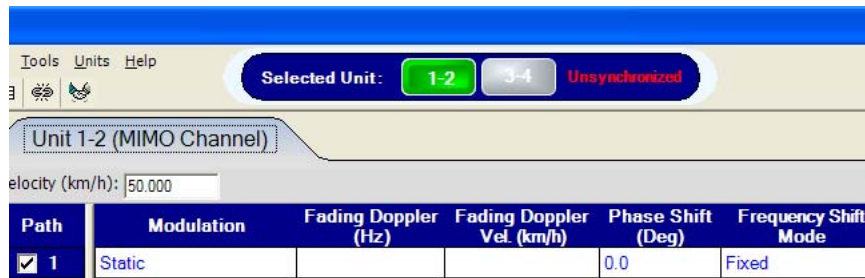 Tools Units Help
Selected Unit: 1-2 3-4 Unsynchronized
Unit 1-2 (MIMO Channel)
elocity (km/h): 50.000
Path Modulation Fading Doppler (Hz) Fading Doppler Vel. (km/h) Phase Shift (Deg) Frequency Shift Mode
1 Static 0.0 Fixed